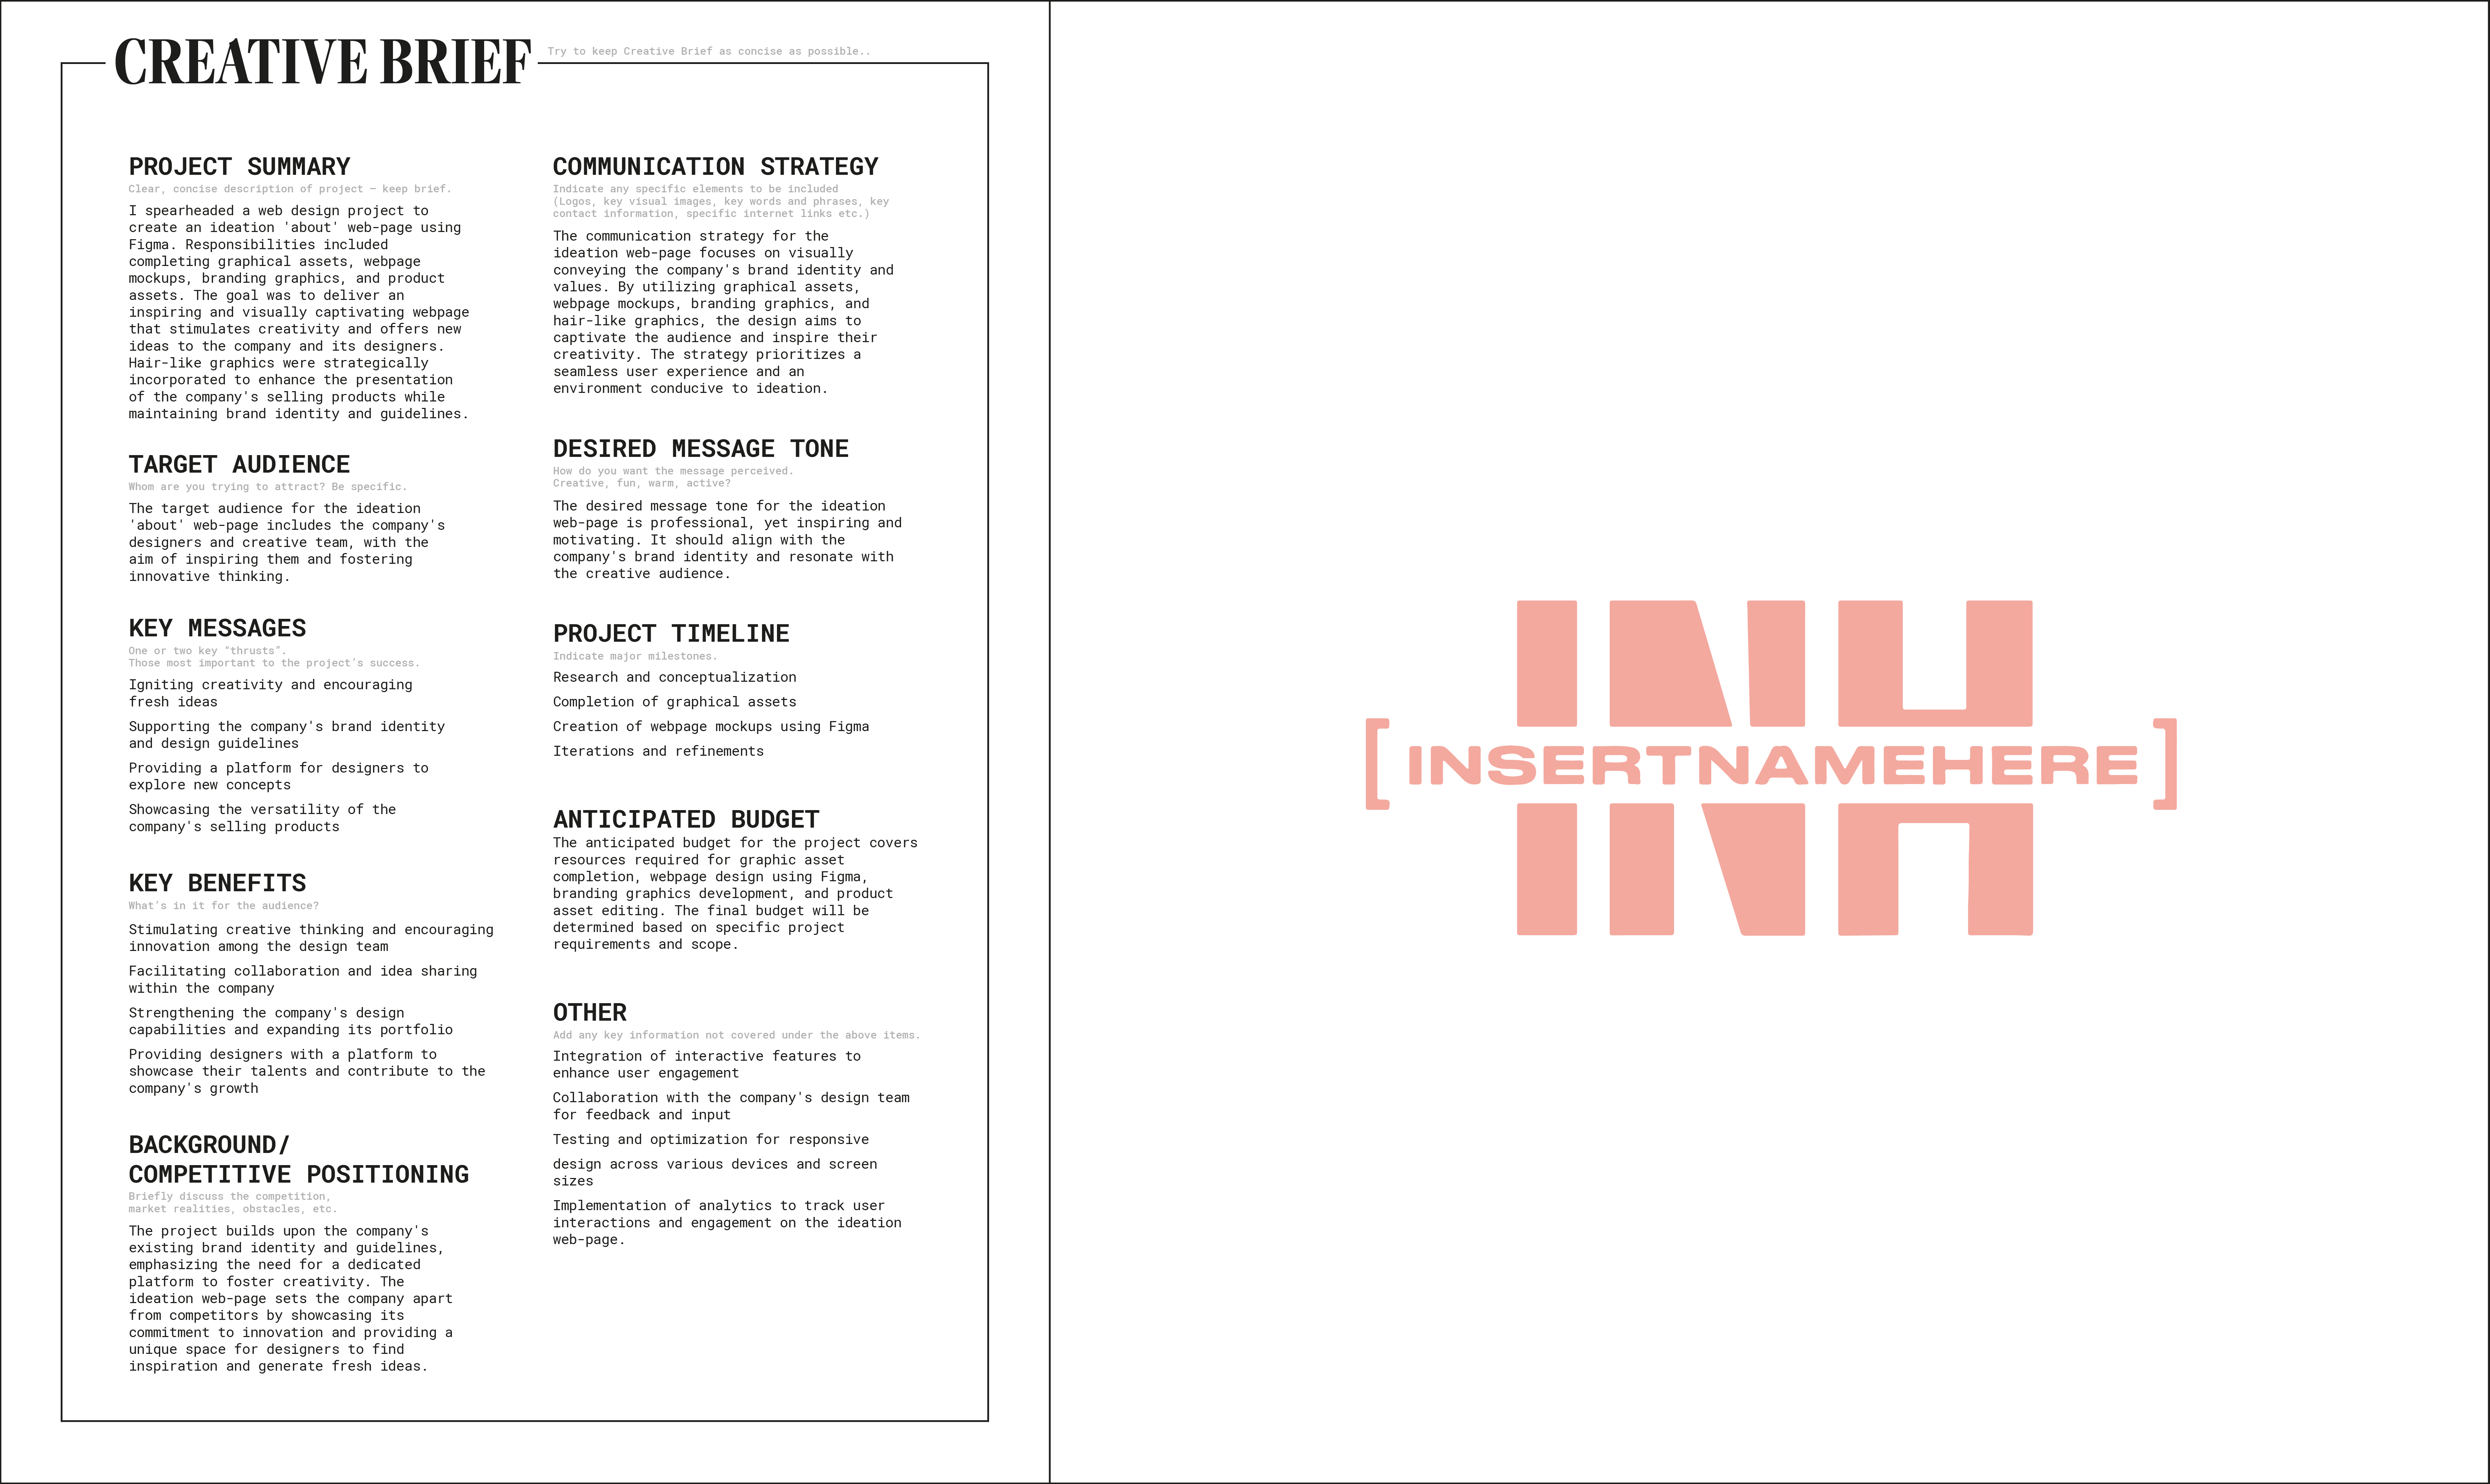 CREATIVE BRIEF
Try to keep Creative Brief as concise as possible..
PROJECT SUMMARY
Clear, concise description of project – keep brief.
I spearheaded a web design project to
create an ideation 'about' web-page using
Figma. Responsibilities included
completing graphical assets, webpage
mockups, branding graphics, and product
assets. The goal was to deliver an
inspiring and visually captivating webpage
that stimulates creativity and offers new
ideas to the company and its designers.
Hair-like graphics were strategically
incorporated to enhance the presentation
of the company's selling products while
maintaining brand identity and guidelines.
TARGET AUDIENCE
Whom are you trying to attract? Be specific.
The target audience for the ideation
'about' web-page includes the company's
designers and creative team, with the
aim of inspiring them and fostering
innovative thinking.
KEY MESSAGES
One or two key “thrusts”.
Those most important to the project’s success.
Igniting creativity and encouraging
fresh ideas
Supporting the company's brand identity
and design guidelines
Providing a platform for designers to
explore new concepts
Showcasing the versatility of the
company's selling products
KEY BENEFITS
What’s in it for the audience?
Stimulating creative thinking and encouraging
innovation among the design team
Facilitating collaboration and idea sharing
within the company
Strengthening the company's design
capabilities and expanding its portfolio
Providing designers with a platform to
showcase their talents and contribute to the
company's growth
BACKGROUND/
COMPETITIVE POSITIONING
Briefly discuss the competition,
market realities, obstacles, etc.
The project builds upon the company's
existing brand identity and guidelines,
emphasizing the need for a dedicated
platform to foster creativity. The
ideation web-page sets the company apart
from competitors by showcasing its
commitment to innovation and providing a
unique space for designers to find
inspiration and generate fresh ideas.
COMMUNICATION STRATEGY
Indicate any specific elements to be included
(Logos, key visual images, key words and phrases, key
contact information, specific internet links etc.)
The communication strategy for the
ideation web-page focuses on visually
conveying the company's brand identity and
values. By utilizing graphical assets,
webpage mockups, branding graphics, and
hair-like graphics, the design aims to
captivate the audience and inspire their
creativity. The strategy prioritizes a
seamless user experience and an
environment conducive to ideation.
DESIRED MESSAGE TONE
How do you want the message perceived.
Creative, fun, warm, active?
The desired message tone for the ideation
web-page is professional, yet inspiring and
motivating. It should align with the
company's brand identity and resonate with
the creative audience.
PROJECT TIMELINE
Indicate major milestones.
Research and conceptualization
Completion of graphical assets
Creation of webpage mockups using Figma
Iterations and refinements
ANTICIPATED BUDGET
The anticipated budget for the project covers
resources required for graphic asset
completion, webpage design using Figma,
branding graphics development, and product
asset editing. The final budget will be
determined based on specific project
requirements and scope.
OTHER
Add any key information not covered under the above items.
Integration of interactive features to
enhance user engagement
Collaboration with the company's design team
for feedback and input
Testing and optimization for responsive
design across various devices and screen
sizes
Implementation of analytics to track user
interactions and engagement on the ideation
web-page.
INH
[INSERTNAMEHERE]